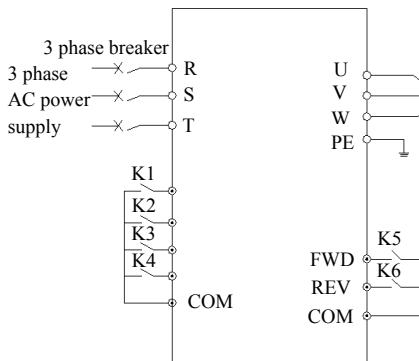 3 phase breaker
3 phase
AC power
supply
R
S
T
U
V
W
PE
K1
K2
K3
K4
COM
K5
FWD
K6
REV
COM